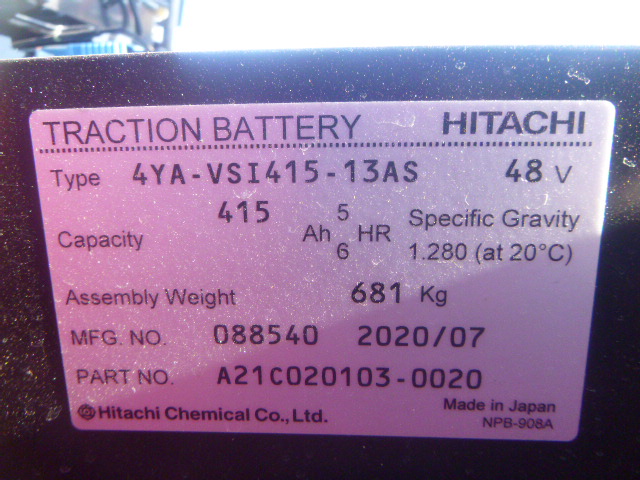 TRACTION BATTERY HITACHI
Type 4YA-VSI415-13AS 48 V
Capacity 415 Ah 5 HR Specific Gravity
6 1.280 (at 20°C)
Assembly Weight 681 Kg
MFG. NO. 088540 2020/07
PART NO. A21C020103-0020
Hitachi Chemical Co., Ltd. Made in Japan
NPB-908A